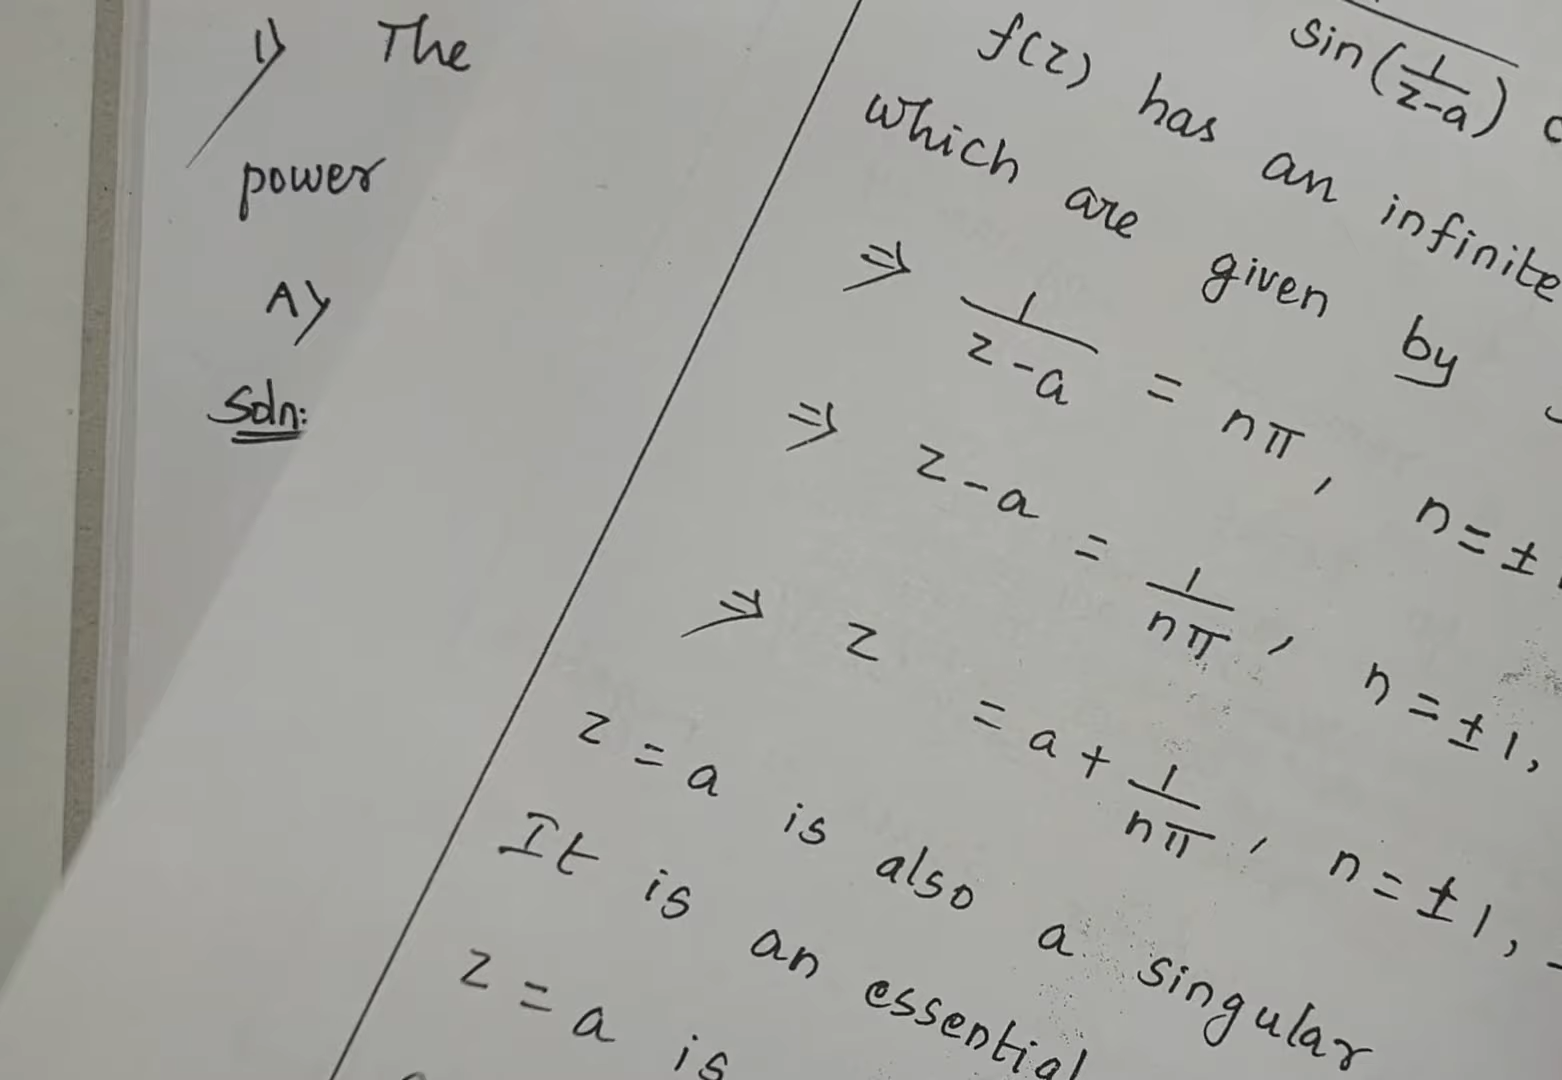 1) The
power
A)
Soln:
sin(1/(z-a))
f(z) has an infinite
which are given by
⇒ 1/(z-a) = nπ, n=±1
⇒ z-a = 1/(nπ), n=±1,
⇒ z = a + 1/(nπ), n=±1,
z = a is also a singular
It is an essential
z = a is